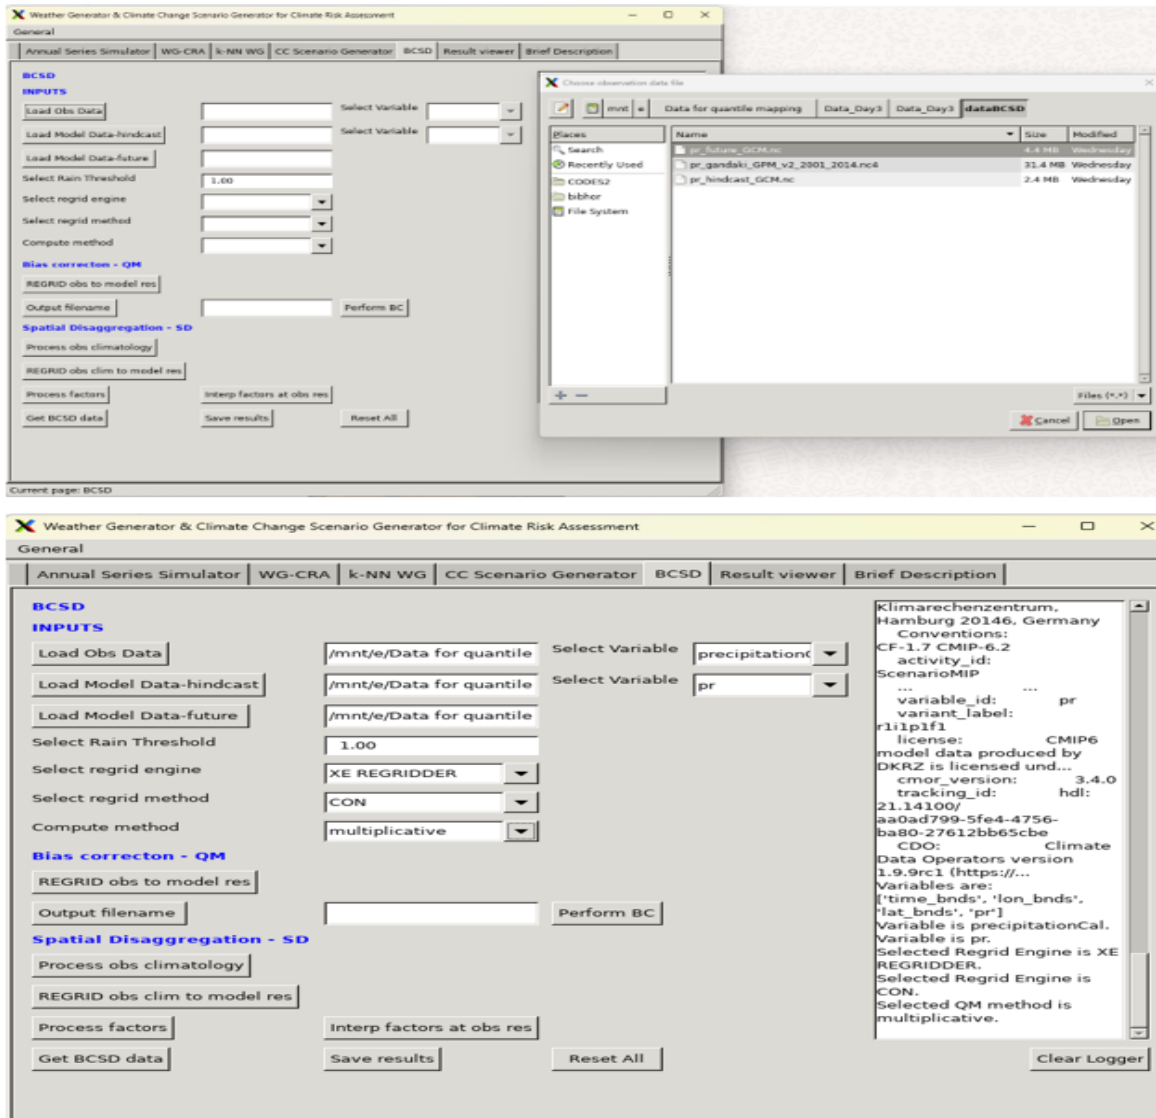 Weather Generator & Climate Change Scenario Generator for Climate Risk Assessment
General
Annual Series Simulator WG-CRA k-NN WG CC Scenario Generator BCSD Result viewer Brief Description
BCSD
INPUTS
Load Obs Data Select Variable
Load Model Data-hindcast Select Variable
Load Model Data-future
Select Rain Threshold 1.00
Select regrid engine
Select regrid method
Compute method
Bias correcton - QM
REGRID obs to model res
Output filename Perform BC
Spatial Disaggregation - SD
Process obs climatology
REGRID obs clim to model res
Process factors Interp factors at obs res
Get BCSD data Save results Reset All
Current page: BCSD
Choose observation data file
mnt e Data for quantile mapping Data_Day3 Data_Day3 dataBCSD
Places Name Size Modified
Search pr_future_GCM.nc 4.4 MB Wednesday
Recently Used pr_gandaki_GPM_v2_2001_2014.nc4 31.4 MB Wednesday
CODES2 pr_hindcast_GCM.nc 2.4 MB Wednesday
bibhor
File System
Files (*.*)
Cancel Open
Weather Generator & Climate Change Scenario Generator for Climate Risk Assessment
General
Annual Series Simulator WG-CRA k-NN WG CC Scenario Generator BCSD Result viewer Brief Description
BCSD
INPUTS
Load Obs Data /mnt/e/Data for quantile Select Variable precipitation(
Load Model Data-hindcast /mnt/e/Data for quantile Select Variable pr
Load Model Data-future /mnt/e/Data for quantile
Select Rain Threshold 1.00
Select regrid engine XE REGRIDDER
Select regrid method CON
Compute method multiplicative
Bias correcton - QM
REGRID obs to model res
Output filename Perform BC
Spatial Disaggregation - SD
Process obs climatology
REGRID obs clim to model res
Process factors Interp factors at obs res
Get BCSD data Save results Reset All
Klimarechenzentrum,
Hamburg 20146, Germany
Conventions:
CF-1.7 CMIP-6.2
activity_id:
ScenarioMIP
... ...
variable_id: pr
variant_label:
r1i1p1f1
license: CMIP6
model data produced by
DKRZ is licensed und...
cmor_version: 3.4.0
tracking_id: hdl:
21.14100/
aa0ad799-5fe4-4756-
ba80-27612bb65cbe
CDO: Climate
Data Operators version
1.9.9rc1 (https://...
Variables are:
['time_bnds', 'lon_bnds',
'lat_bnds', 'pr']
Variable is precipitationCal.
Variable is pr.
Selected Regrid Engine is XE
REGRIDDER.
Selected Regrid Engine is
CON.
Selected QM method is
multiplicative.
Clear Logger